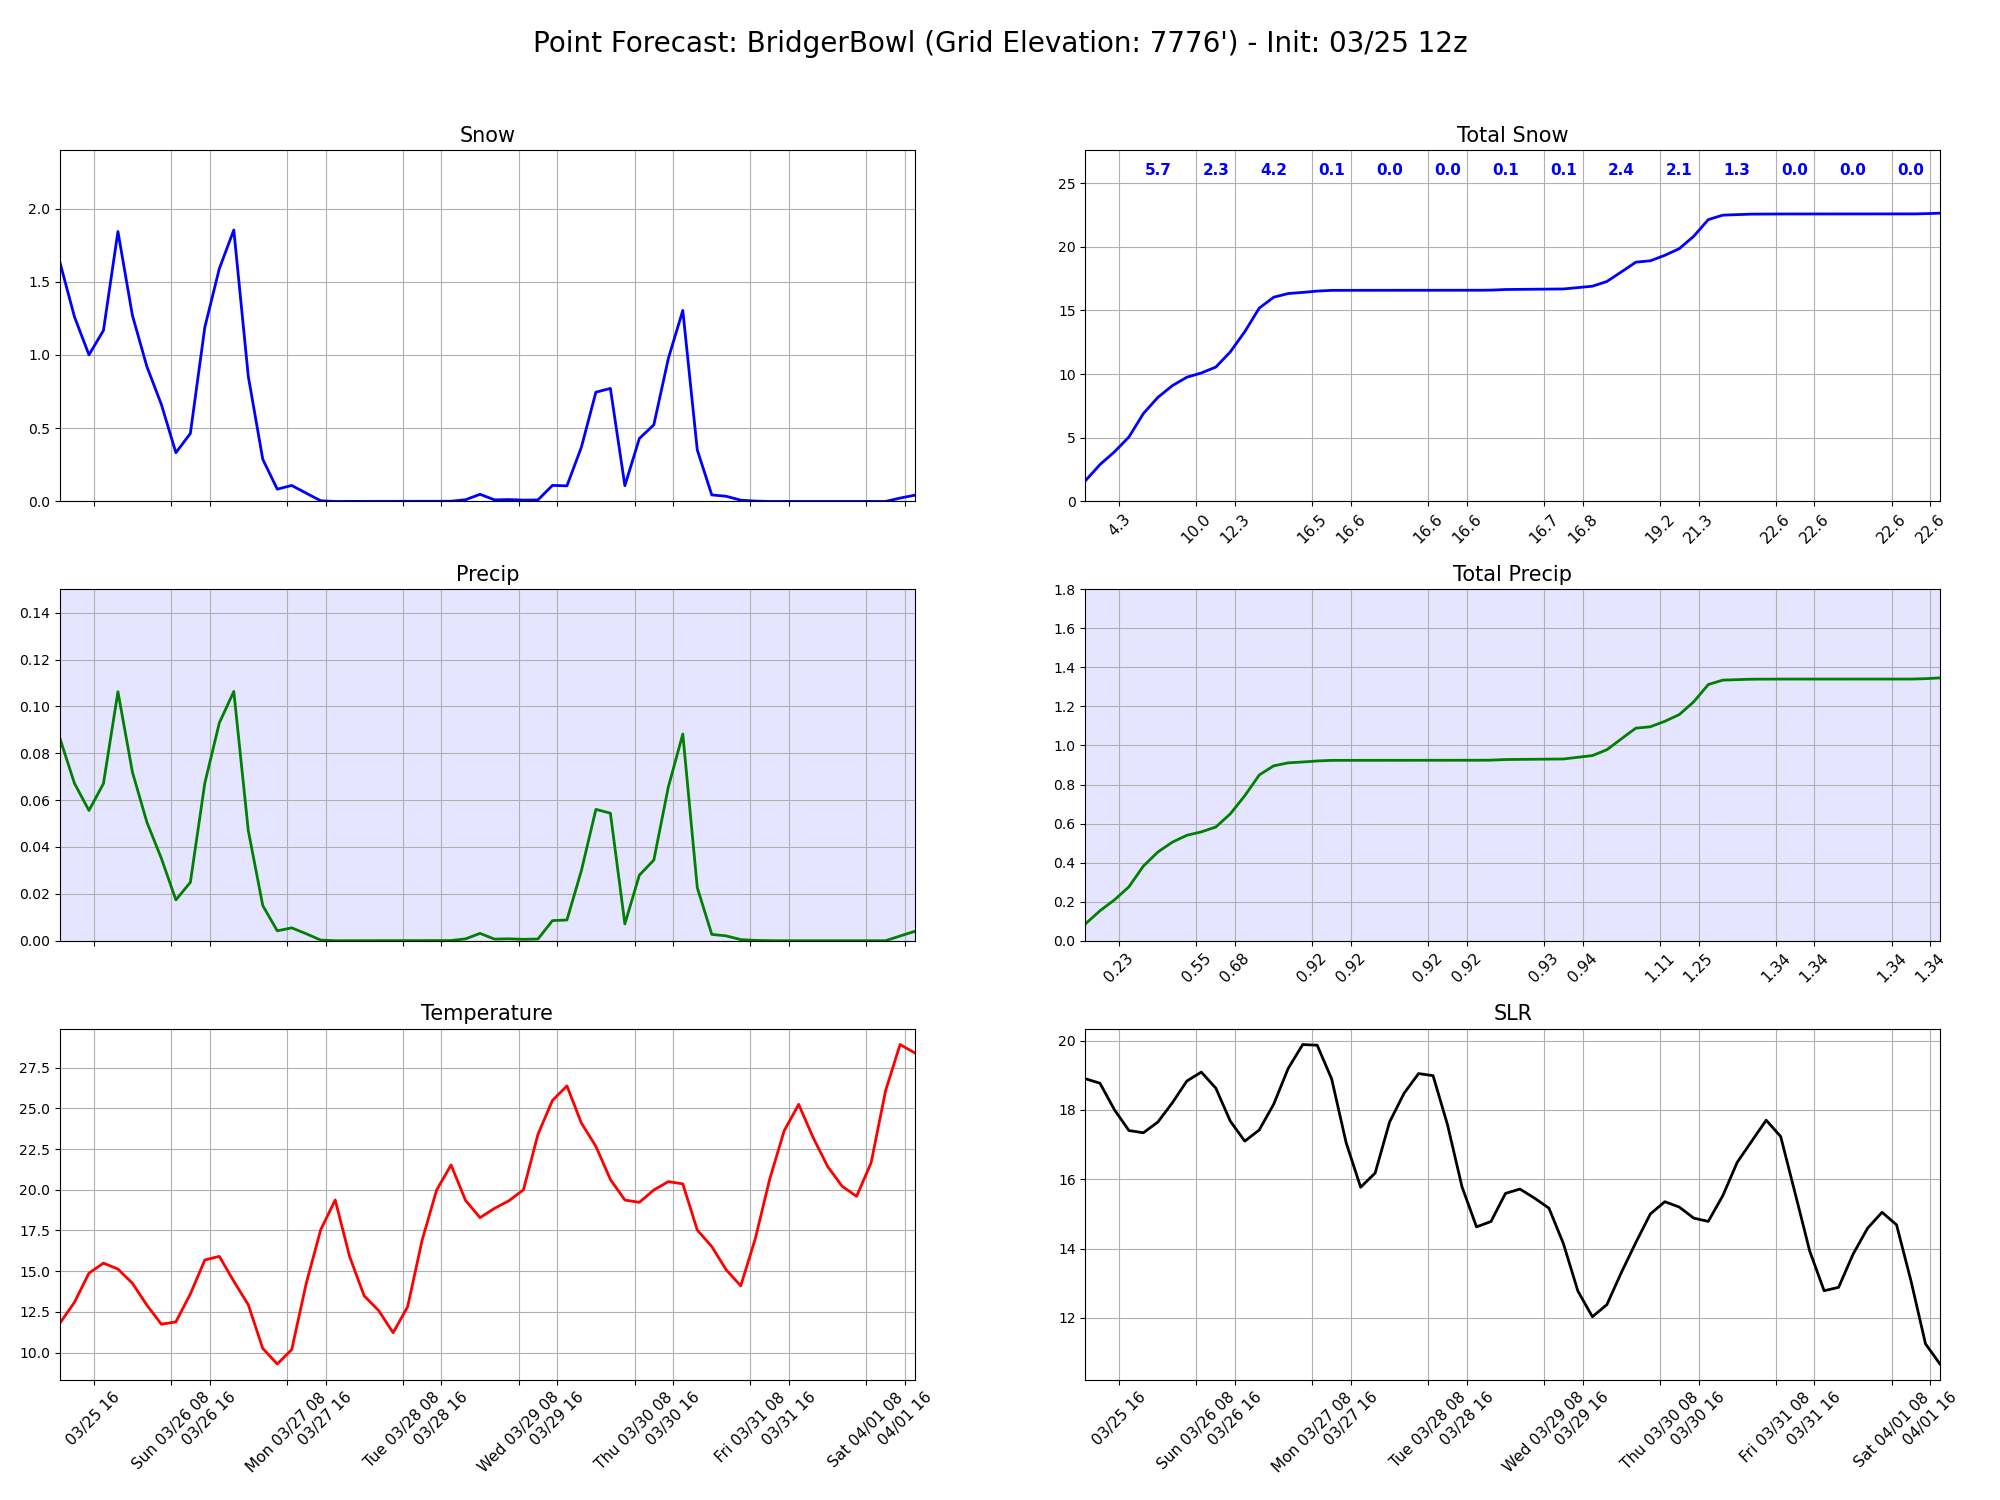 Point Forecast: BridgerBowl (Grid Elevation: 7776') - Init: 03/25 12z
Snow
2.0
1.5
1.0
0.5
0.0
Total Snow
5.7 2.3 4.2 0.1 0.0 0.0 0.1 0.1 2.4 2.1 1.3 0.0 0.0 0.0
25
20
15
10
5
0
4.3 10.0 12.3 16.5 16.6 16.6 16.6 16.7 16.8 19.2 21.3 22.6 22.6 22.6 22.6
Precip
0.14
0.12
0.10
0.08
0.06
0.04
0.02
0.00
Total Precip
1.8
1.6
1.4
1.2
1.0
0.8
0.6
0.4
0.2
0.0
0.23 0.55 0.68 0.92 0.92 0.92 0.92 0.93 0.94 1.11 1.25 1.34 1.34 1.34 1.34
Temperature
27.5
25.0
22.5
20.0
17.5
15.0
12.5
10.0
03/25 16
Sun 03/26 08
03/26 16
Mon 03/27 08
03/27 16
Tue 03/28 08
03/28 16
Wed 03/29 08
03/29 16
Thu 03/30 08
03/30 16
Fri 03/31 08
03/31 16
Sat 04/01 08
04/01 16
SLR
20
18
16
14
12
03/25 16
Sun 03/26 08
03/26 16
Mon 03/27 08
03/27 16
Tue 03/28 08
03/28 16
Wed 03/29 08
03/29 16
Thu 03/30 08
03/30 16
Fri 03/31 08
03/31 16
Sat 04/01 08
04/01 16